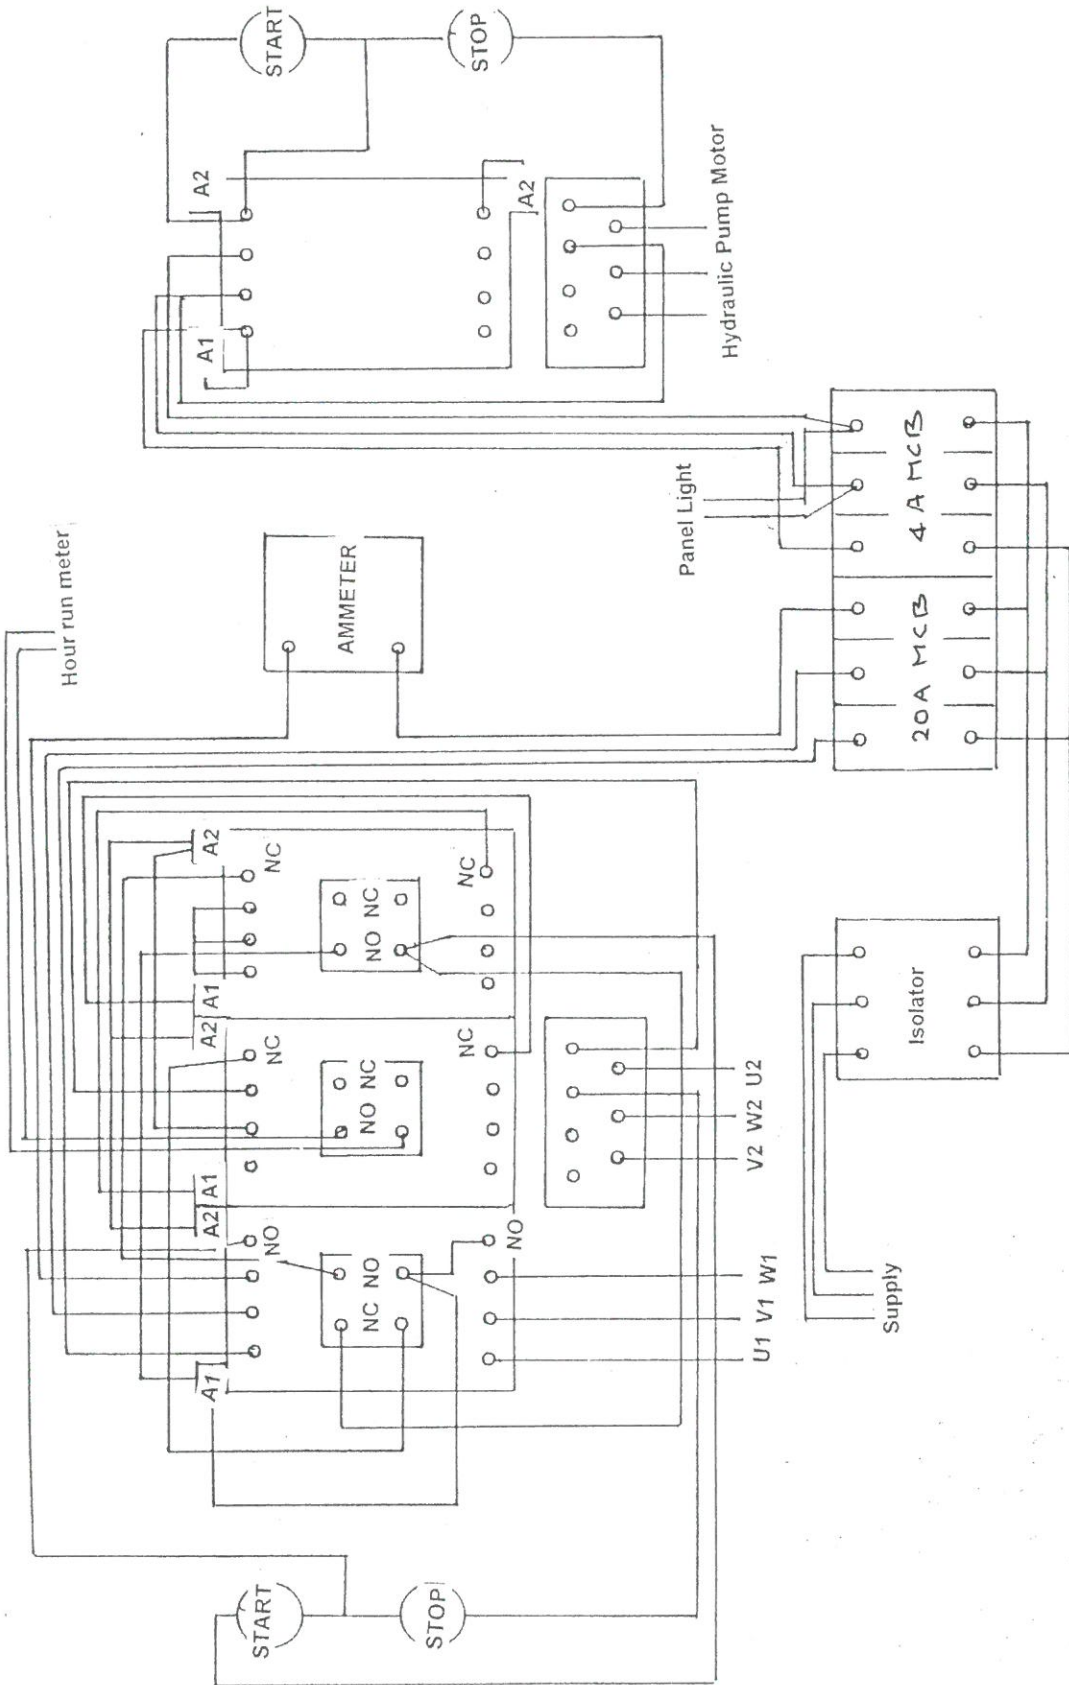 START
STOP
A2
A1
A2
Hydraulic Pump Motor
Hour run meter
AMMETER
Panel Light
4 A MCB
20A MCB
A2
NC
NO NC
NC
A1
A2
NC
NO NC
NC
A1
A2
NO
NC NO
NO
A1
V2 W2 U2
U1 V1 W1
Isolator
Supply
START
STOP